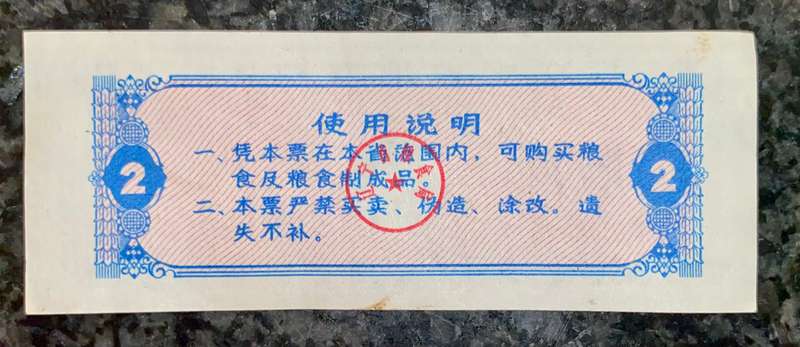 使用说明
一、凭本票在本省范围内，可购买粮
食及粮食制成品。
二、本票严禁买卖、伪造、涂改。遗
失不补。
2
2